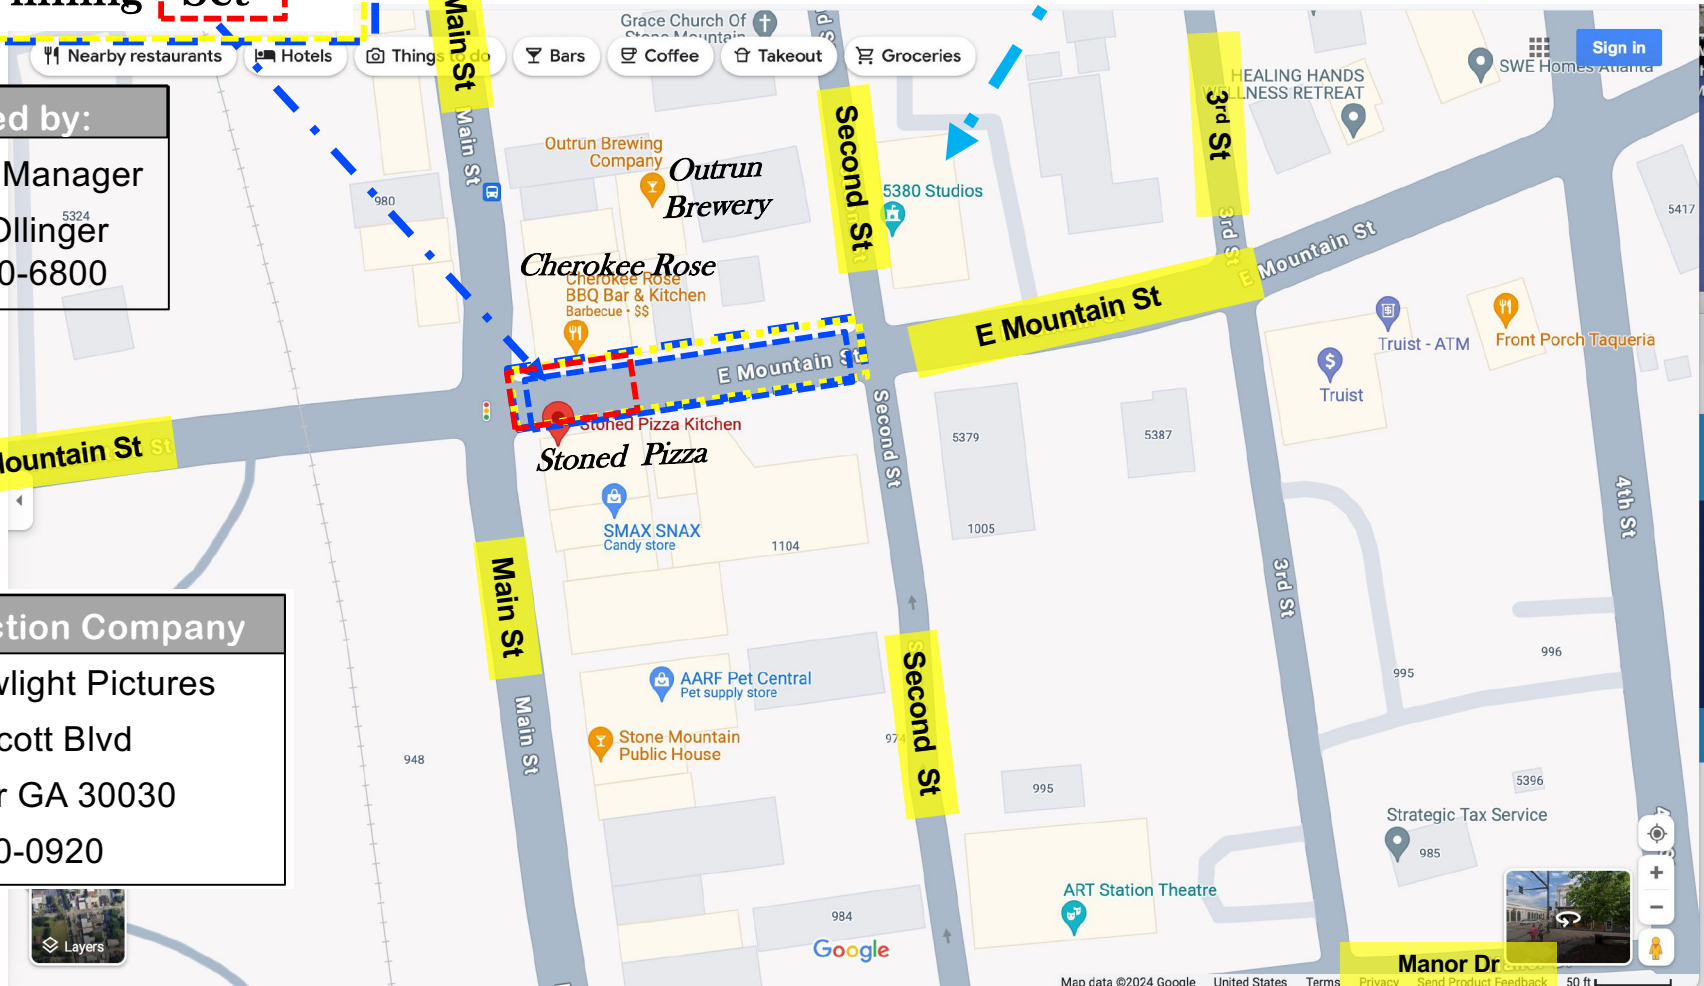 Set
Main St
Grace Church Of
Stone Mountain
Nearby restaurants
Hotels
Things to do
Bars
Coffee
Takeout
Groceries
Sign in
SWE Homes Atlanta
HEALING HANDS
WELLNESS RETREAT
ed by:
Manager
5324
Ollinger
0-6800
Main St
980
Outrun Brewing
Company
Outrun
Brewery
Second St
5380 Studios
3rd St
3rd St
5417
Cherokee Rose
Cherokee Rose
BBQ Bar & Kitchen
Barbecue · $$
E Mountain St
E Mountain St
E Mountain St
Truist - ATM
Front Porch Taqueria
Truist
Stoned Pizza Kitchen
Stoned Pizza
Mountain St
St
Second St
5379
5387
SMAX SNAX
Candy store
1104
1005
4th St
Main St
3rd St
ction Company
light Pictures
cott Blvd
r GA 30030
0-0920
AARF Pet Central
Pet supply store
Second St
Main St
Stone Mountain
Public House
948
974
995
996
995
5396
Strategic Tax Service
985
ART Station Theatre
984
Layers
Google
Manor Dr
Map data ©2024 Google
United States
Terms
Privacy
Send Product Feedback
50 ft